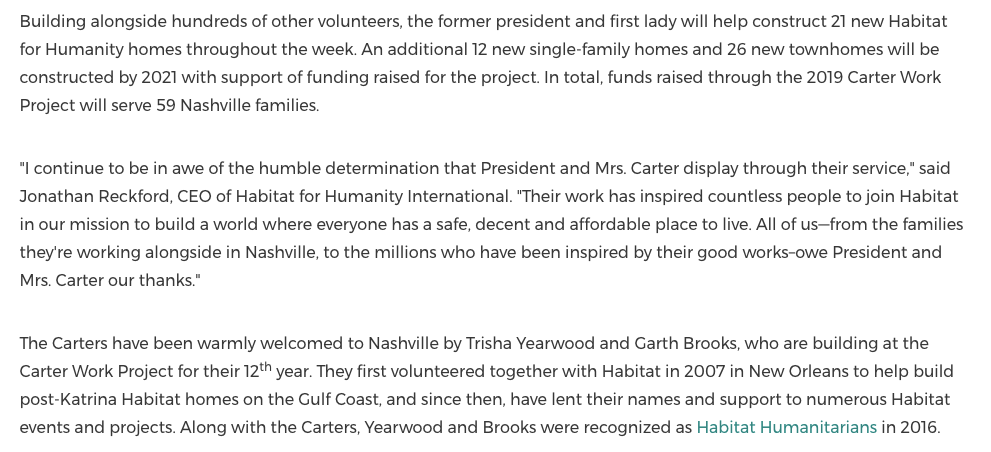 Building alongside hundreds of other volunteers, the former president and first lady will help construct 21 new Habitat
for Humanity homes throughout the week. An additional 12 new single-family homes and 26 new townhomes will be
constructed by 2021 with support of funding raised for the project. In total, funds raised through the 2019 Carter Work
Project will serve 59 Nashville families.
"I continue to be in awe of the humble determination that President and Mrs. Carter display through their service," said
Jonathan Reckford, CEO of Habitat for Humanity International. "Their work has inspired countless people to join Habitat
in our mission to build a world where everyone has a safe, decent and affordable place to live. All of us—from the families
they're working alongside in Nashville, to the millions who have been inspired by their good works–owe President and
Mrs. Carter our thanks."
The Carters have been warmly welcomed to Nashville by Trisha Yearwood and Garth Brooks, who are building at the
Carter Work Project for their 12th year. They first volunteered together with Habitat in 2007 in New Orleans to help build
post-Katrina Habitat homes on the Gulf Coast, and since then, have lent their names and support to numerous Habitat
events and projects. Along with the Carters, Yearwood and Brooks were recognized as Habitat Humanitarians in 2016.